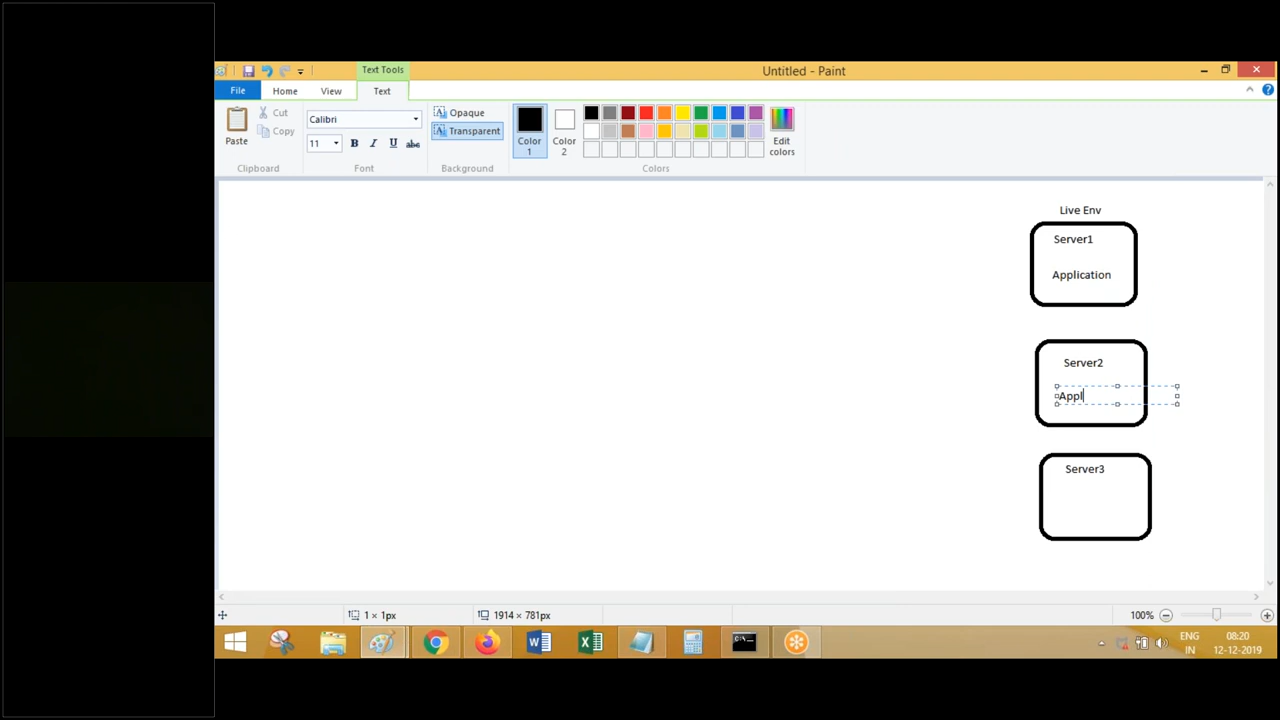 Untitled - Paint
Text Tools
File
Home
View
Text
Paste
Cut
Copy
Clipboard
Calibri
11
B I U abc
Font
Opaque
Transparent
Background
Color 1
Color 2
Edit colors
Colors
Live Env
Server1
Application
Server2
Appl
Server3
1 × 1px
1914 × 781px
100%
ENG
IN
08:20
12-12-2019